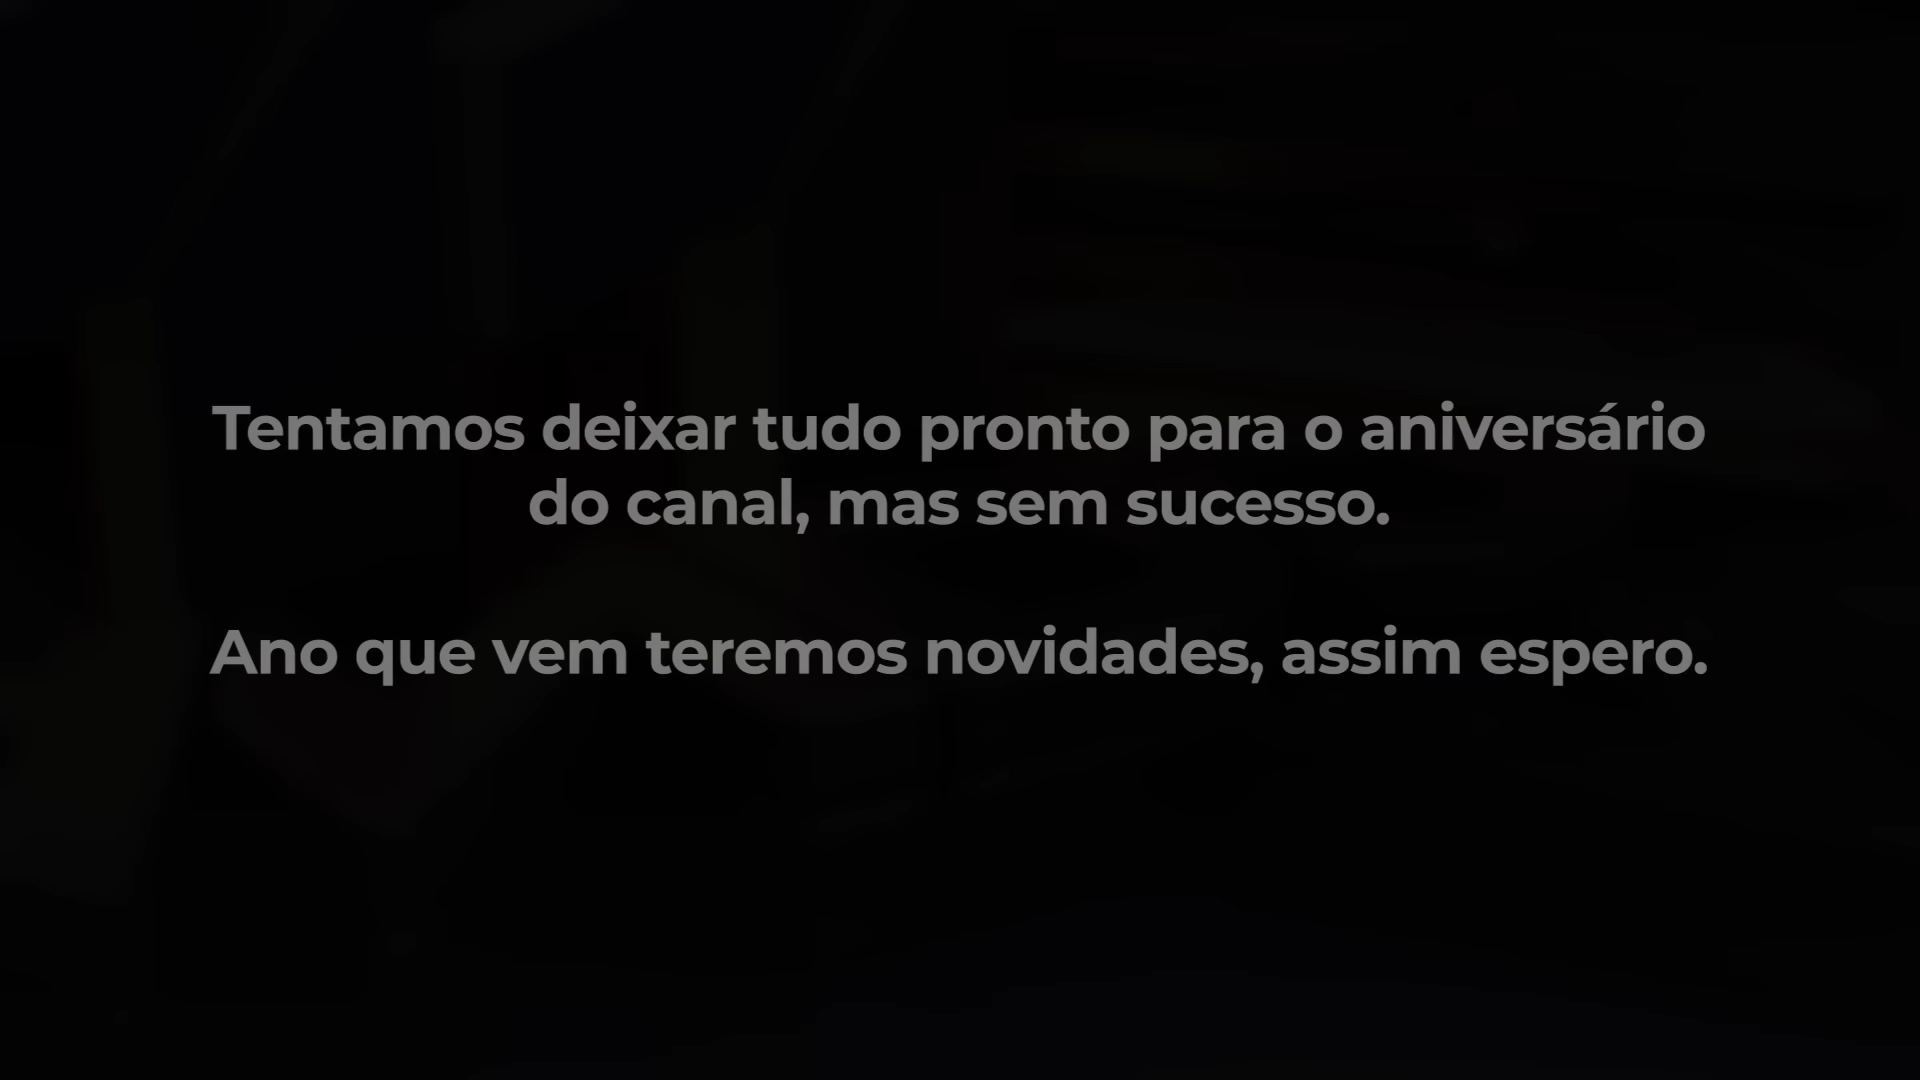 Tentamos deixar tudo pronto para o aniversário
do canal, mas sem sucesso.
Ano que vem teremos novidades, assim espero.